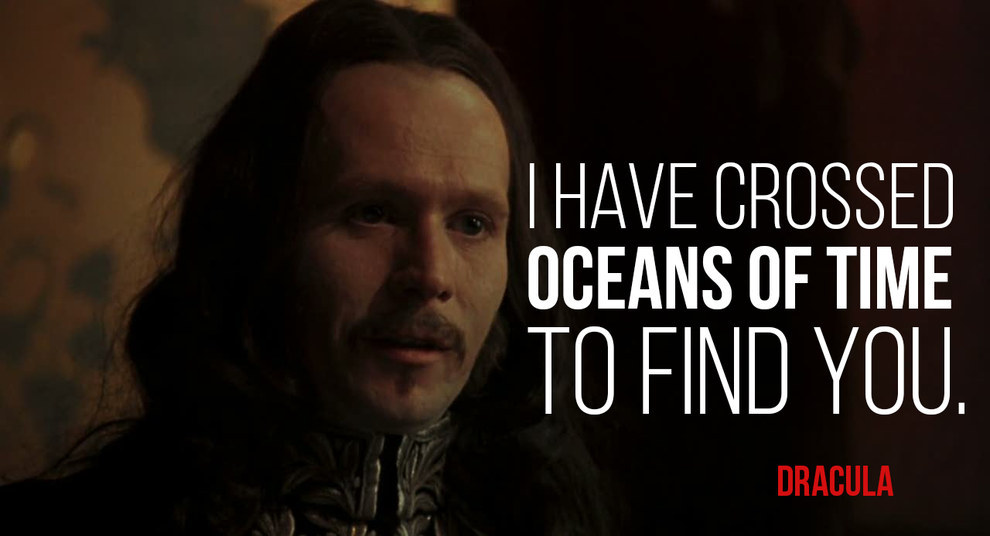 I HAVE CROSSED
OCEANS OF TIME
TO FIND YOU.
DRACULA